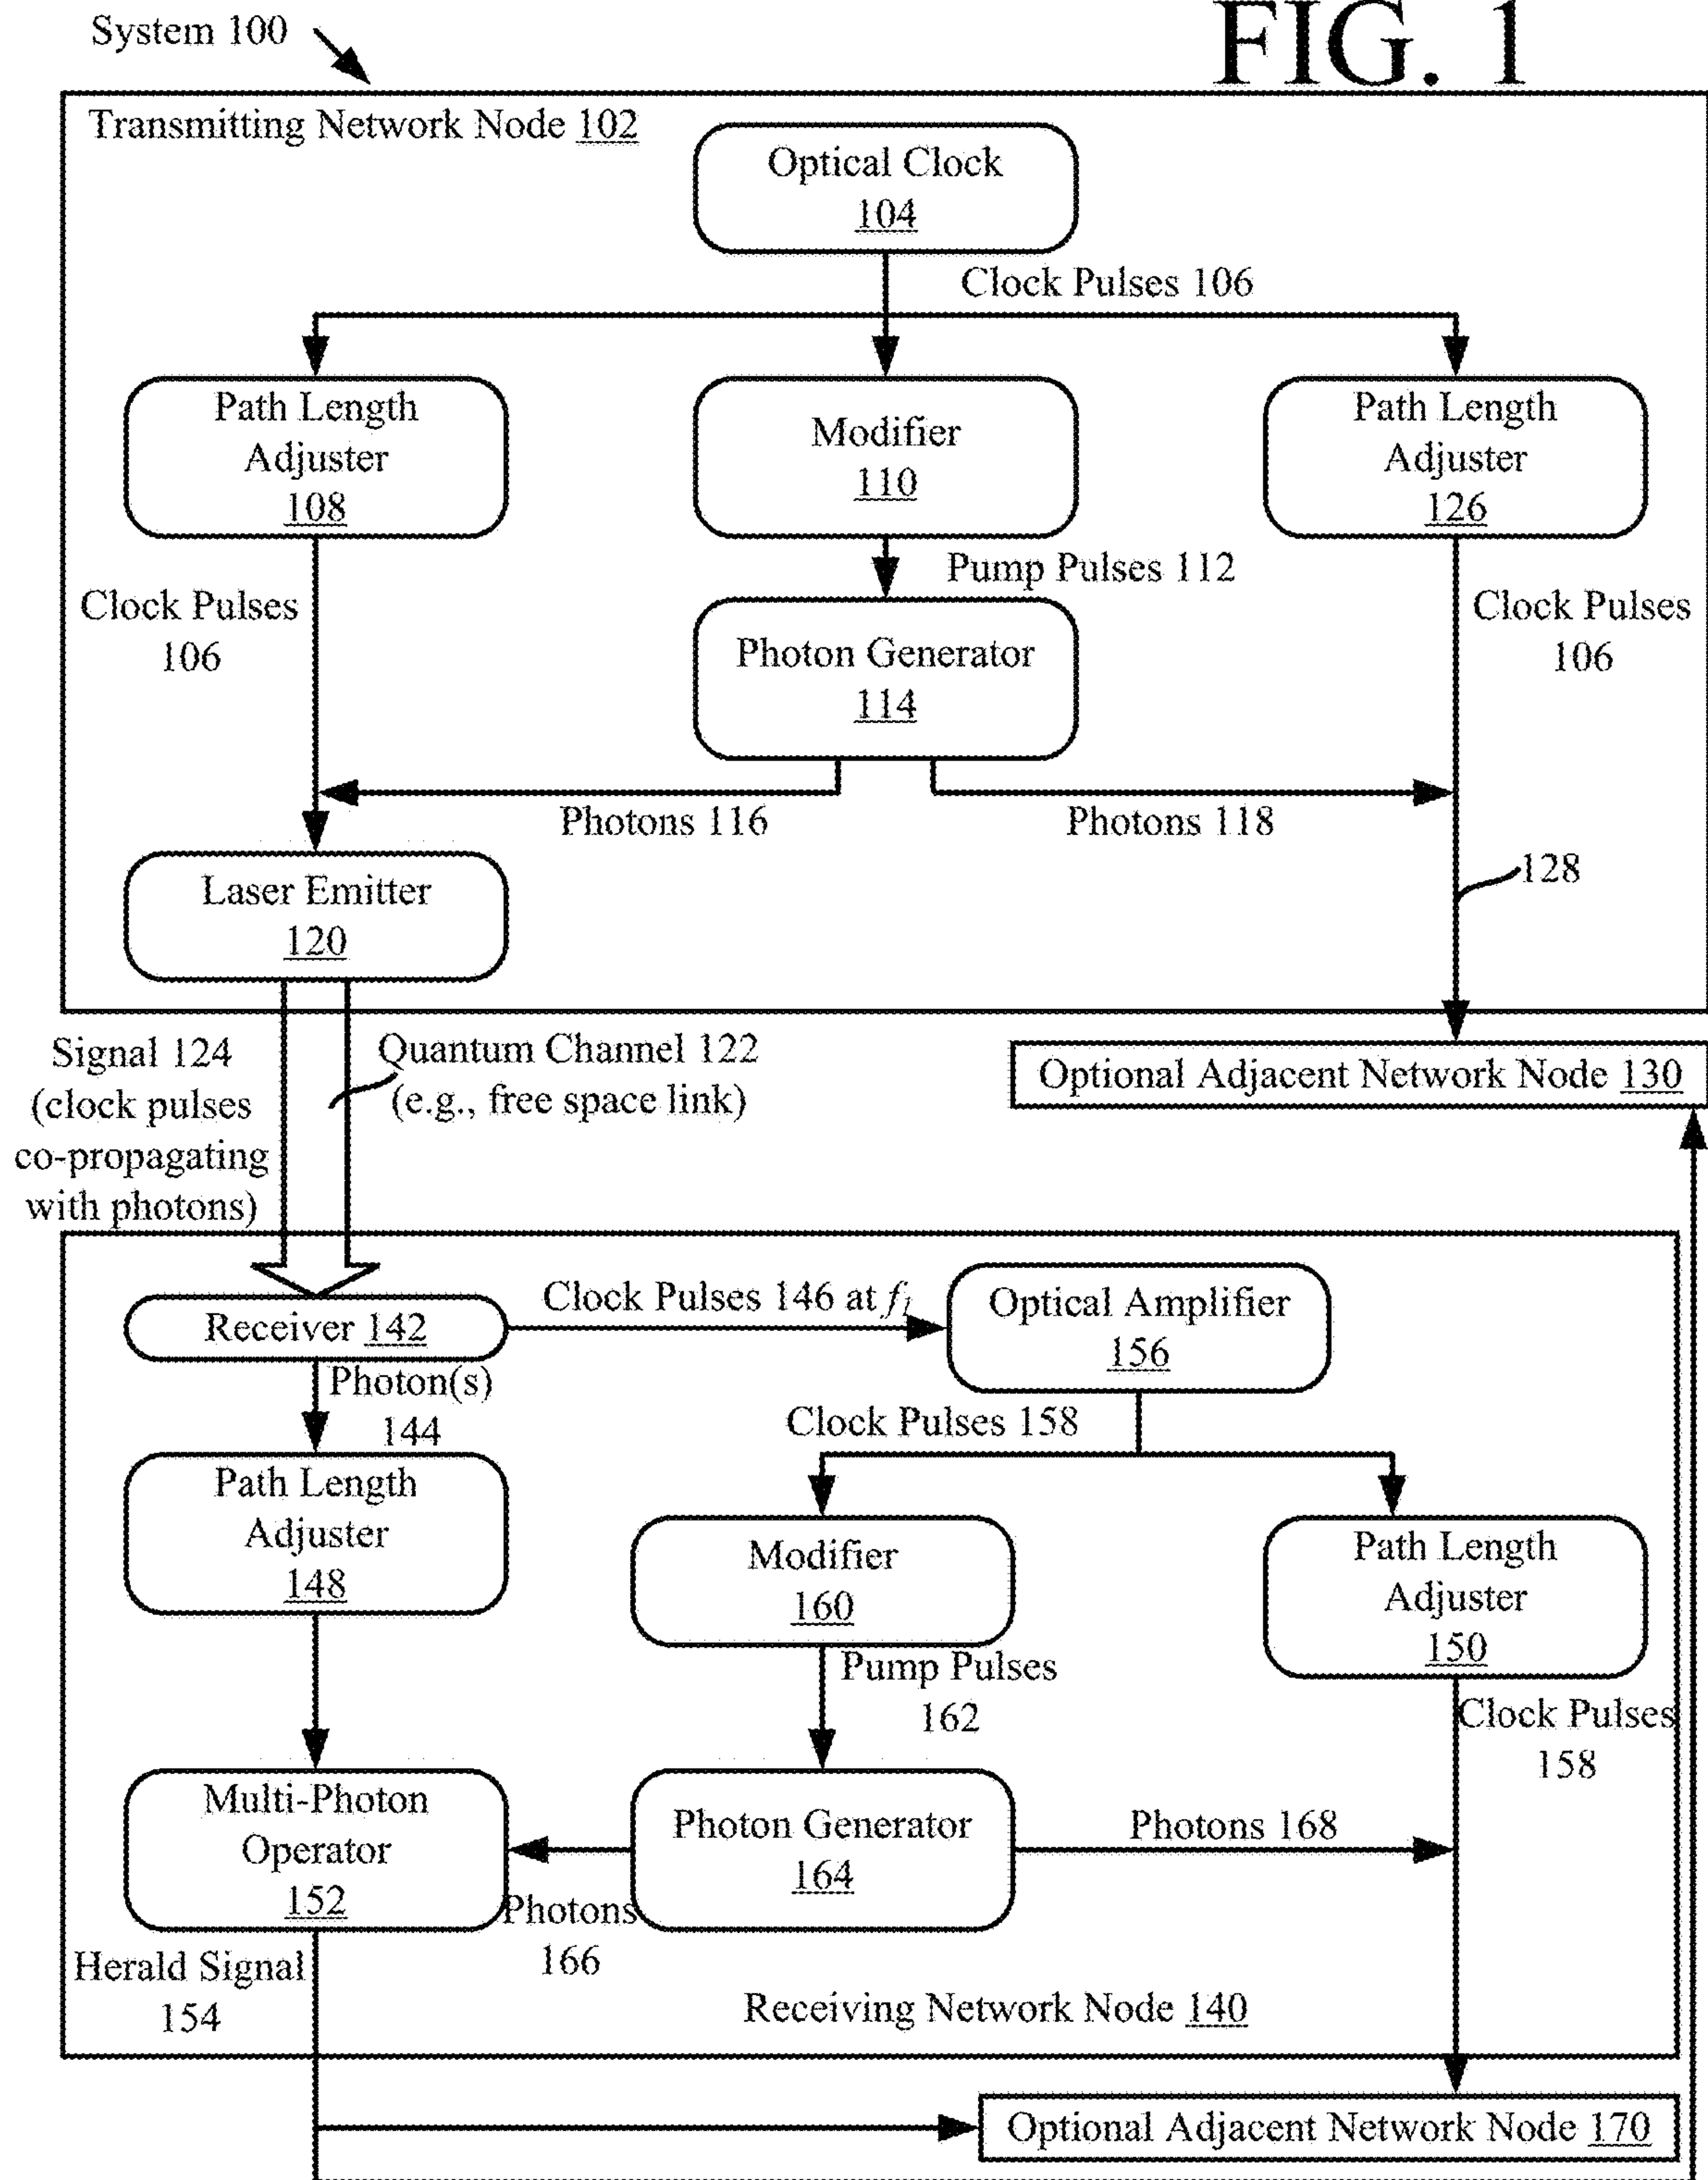 FIG. 1
System 100
Transmitting Network Node 102
Optical Clock
104
Clock Pulses 106
Path Length
Adjuster
108
Modifier
110
Path Length
Adjuster
126
Pump Pulses 112
Clock Pulses
106
Photon Generator
114
Clock Pulses
106
Photons 116
Photons 118
128
Laser Emitter
120
Signal 124
(clock pulses
co-propagating
with photons)
Quantum Channel 122
(e.g., free space link)
Optional Adjacent Network Node 130
Receiver 142
Clock Pulses 146 at
Optical Amplifier
156
Photon(s)
144
Clock Pulses 158
Path Length
Adjuster
148
Modifier
160
Path Length
Adjuster
150
Pump Pulses
162
Clock Pulses
158
Multi-Photon
Operator
152
Photon Generator
164
Photons 168
Photons
166
Herald Signal
154
Receiving Network Node 140
Optional Adjacent Network Node 170